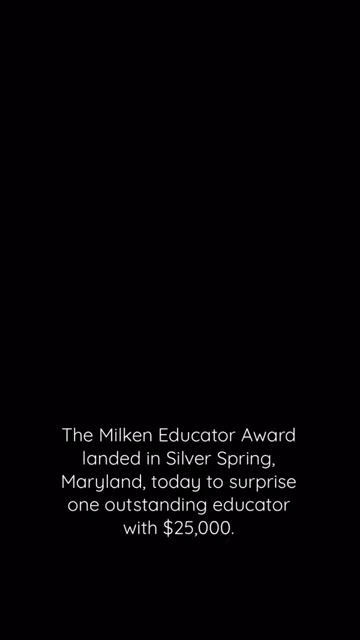 The Milken Educator Award
landed in Silver Spring,
Maryland, today to surprise
one outstanding educator
with $25,000.